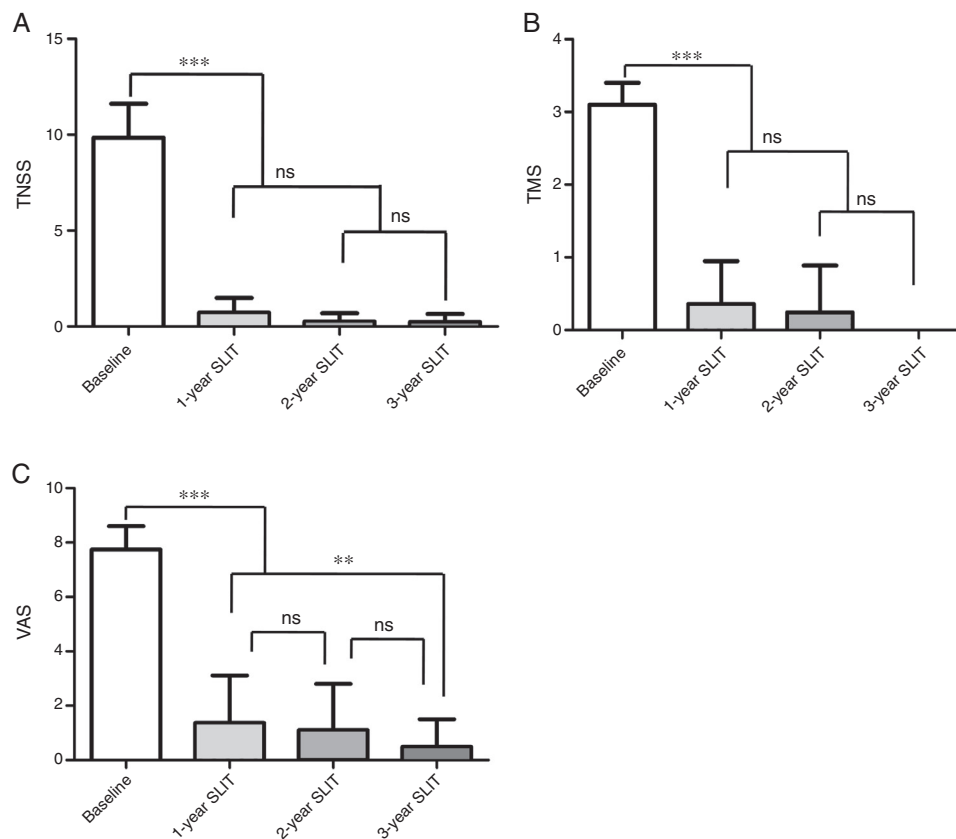 A
15
10
5
0
TNSS
***
ns
ns
Baseline
1-year SLIT
2-year SLIT
3-year SLIT
B
4
3
2
1
0
TMS
***
ns
ns
Baseline
1-year SLIT
2-year SLIT
3-year SLIT
C
10
8
6
4
2
0
VAS
***
**
ns
ns
Baseline
1-year SLIT
2-year SLIT
3-year SLIT